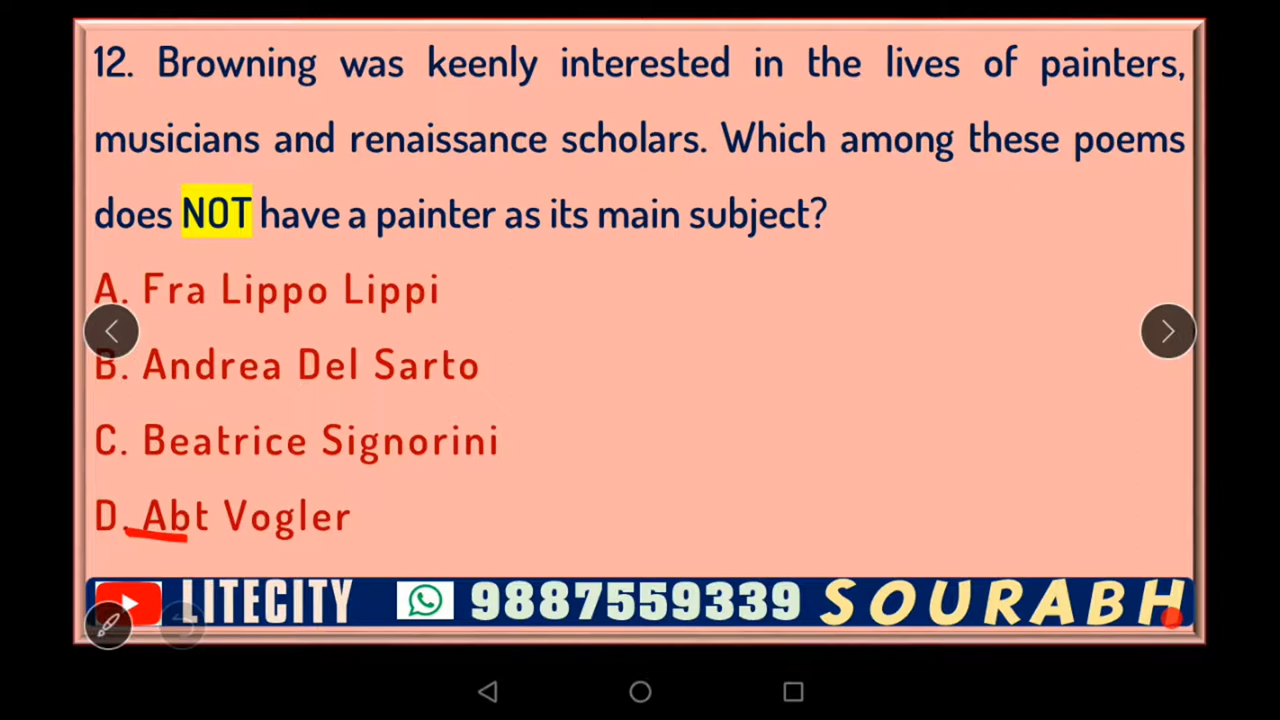 12. Browning was keenly interested in the lives of painters,
musicians and renaissance scholars. Which among these poems
does NOT have a painter as its main subject?
A. Fra Lippo Lippi
B. Andrea Del Sarto
C. Beatrice Signorini
D. Abt Vogler
LITECITY 9887559339 SOURABH